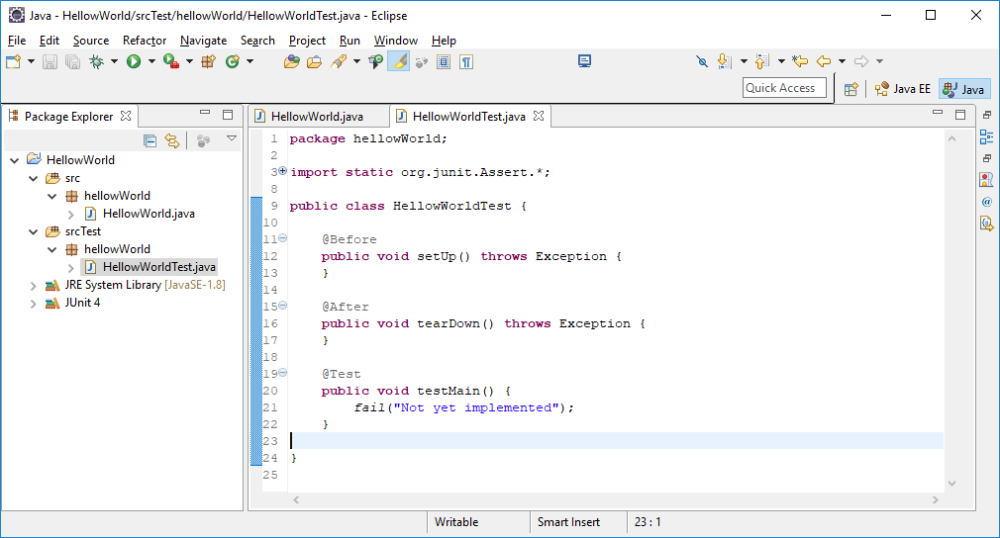 Java - HellowWorld/srcTest/hellowWorld/HellowWorldTest.java - Eclipse
File Edit Source Refactor Navigate Search Project Run Window Help
Quick Access Java EE Java
Package Explorer
HellowWorld
src
hellowWorld
HellowWorld.java
srcTest
hellowWorld
HellowWorldTest.java
JRE System Library [JavaSE-1.8]
JUnit 4
HellowWorld.java HellowWorldTest.java
1 package hellowWorld;
2
3 import static org.junit.Assert.*;
8
9 public class HellowWorldTest {
10
11 @Before
12 public void setUp() throws Exception {
13 }
14
15 @After
16 public void tearDown() throws Exception {
17 }
18
19 @Test
20 public void testMain() {
21 fail("Not yet implemented");
22 }
23
24 }
25
Writable Smart Insert 23 : 1